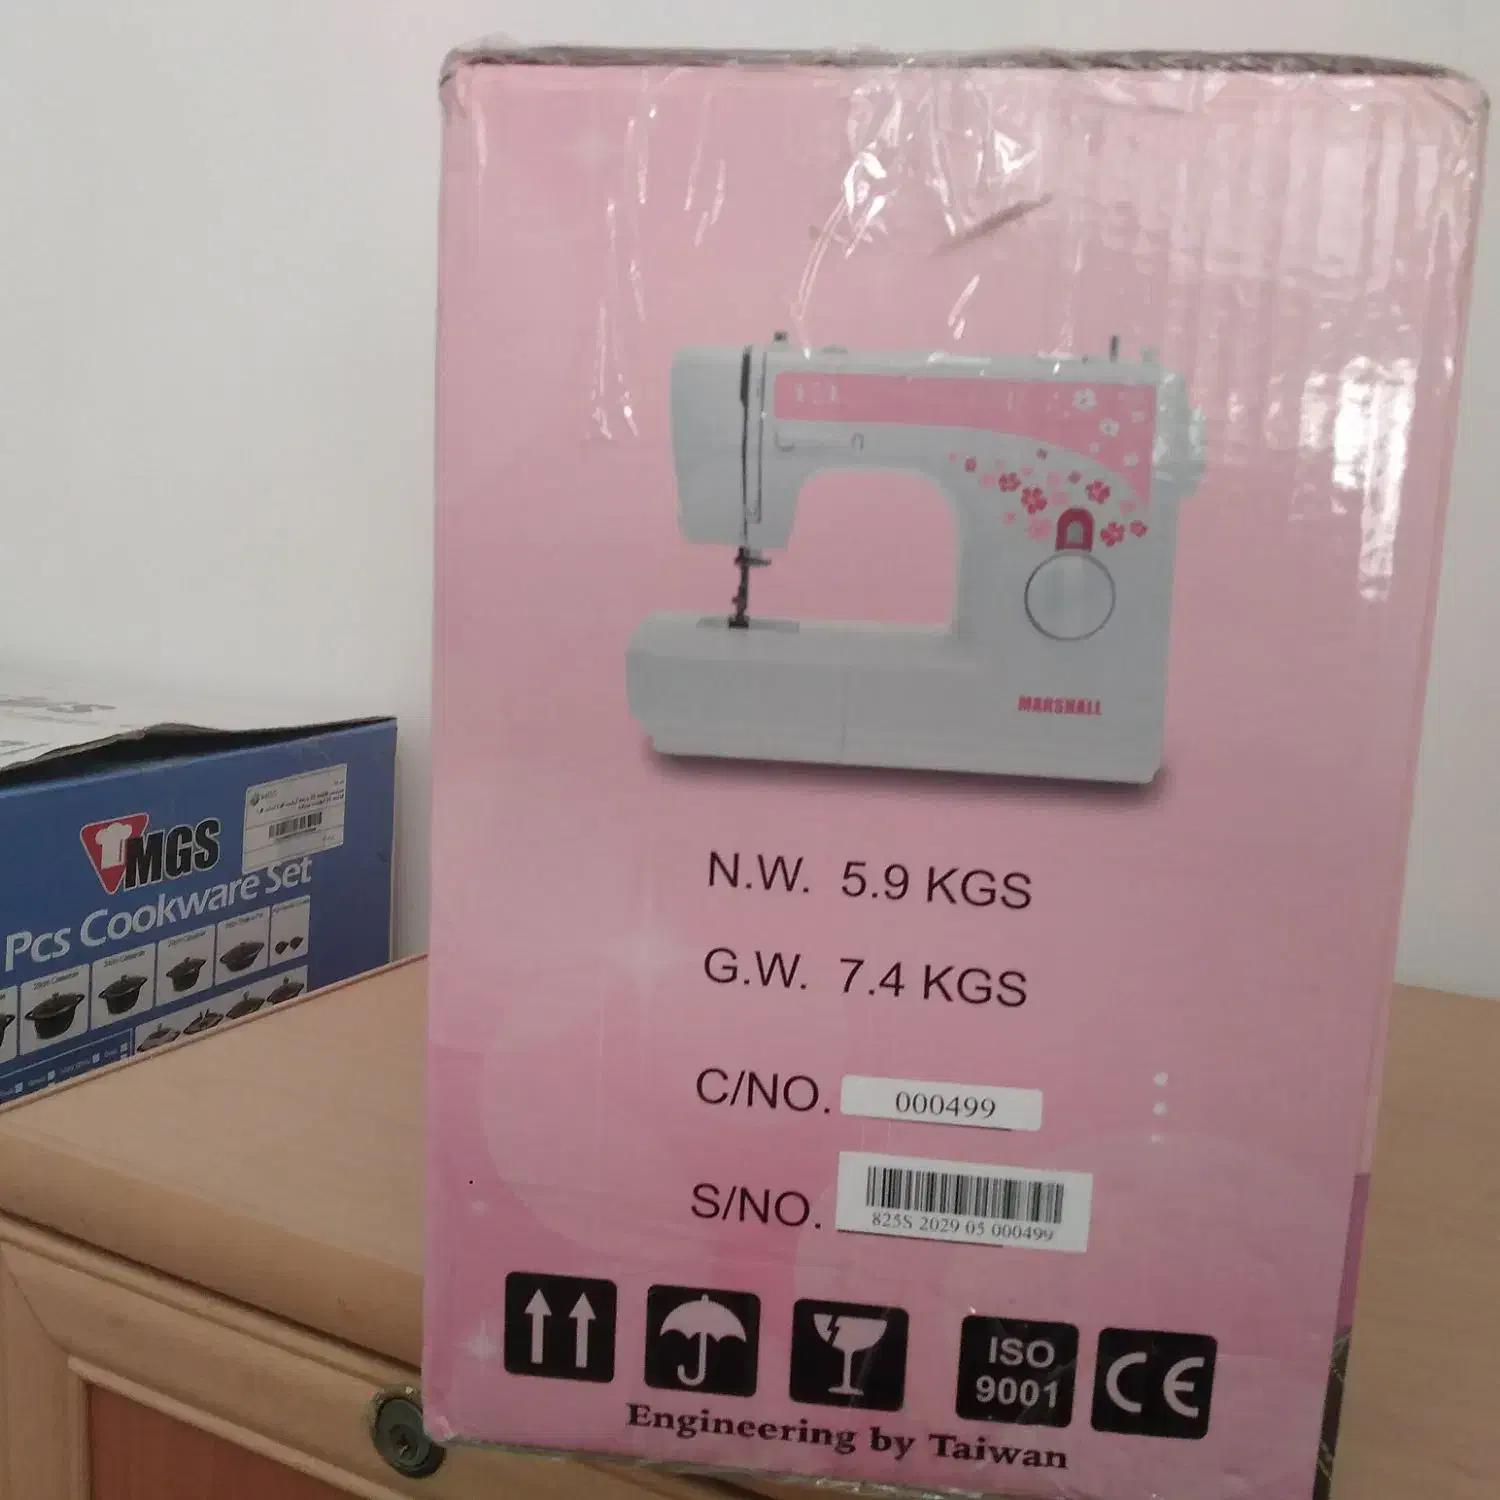 MARSHALL
N.W. 5.9 KGS
G.W. 7.4 KGS
C/NO. 000499
S/NO.
825S 2029 05 000499
ISO
9001
CE
Engineering by Taiwan
MGS
Pcs Cookware Set